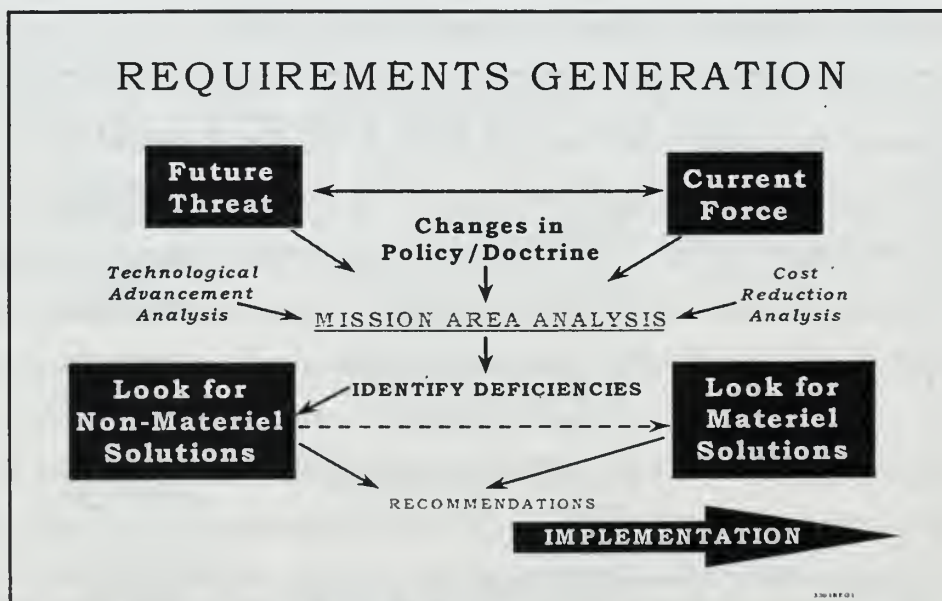 REQUIREMENTS GENERATION
Future
Threat
Current
Force
Changes in
Policy/Doctrine
Technological
Advancement
Analysis
Cost
Reduction
Analysis
MISSION AREA ANALYSIS
IDENTIFY DEFICIENCIES
Look for
Non-Materiel
Solutions
Look for
Materiel
Solutions
RECOMMENDATIONS
IMPLEMENTATION